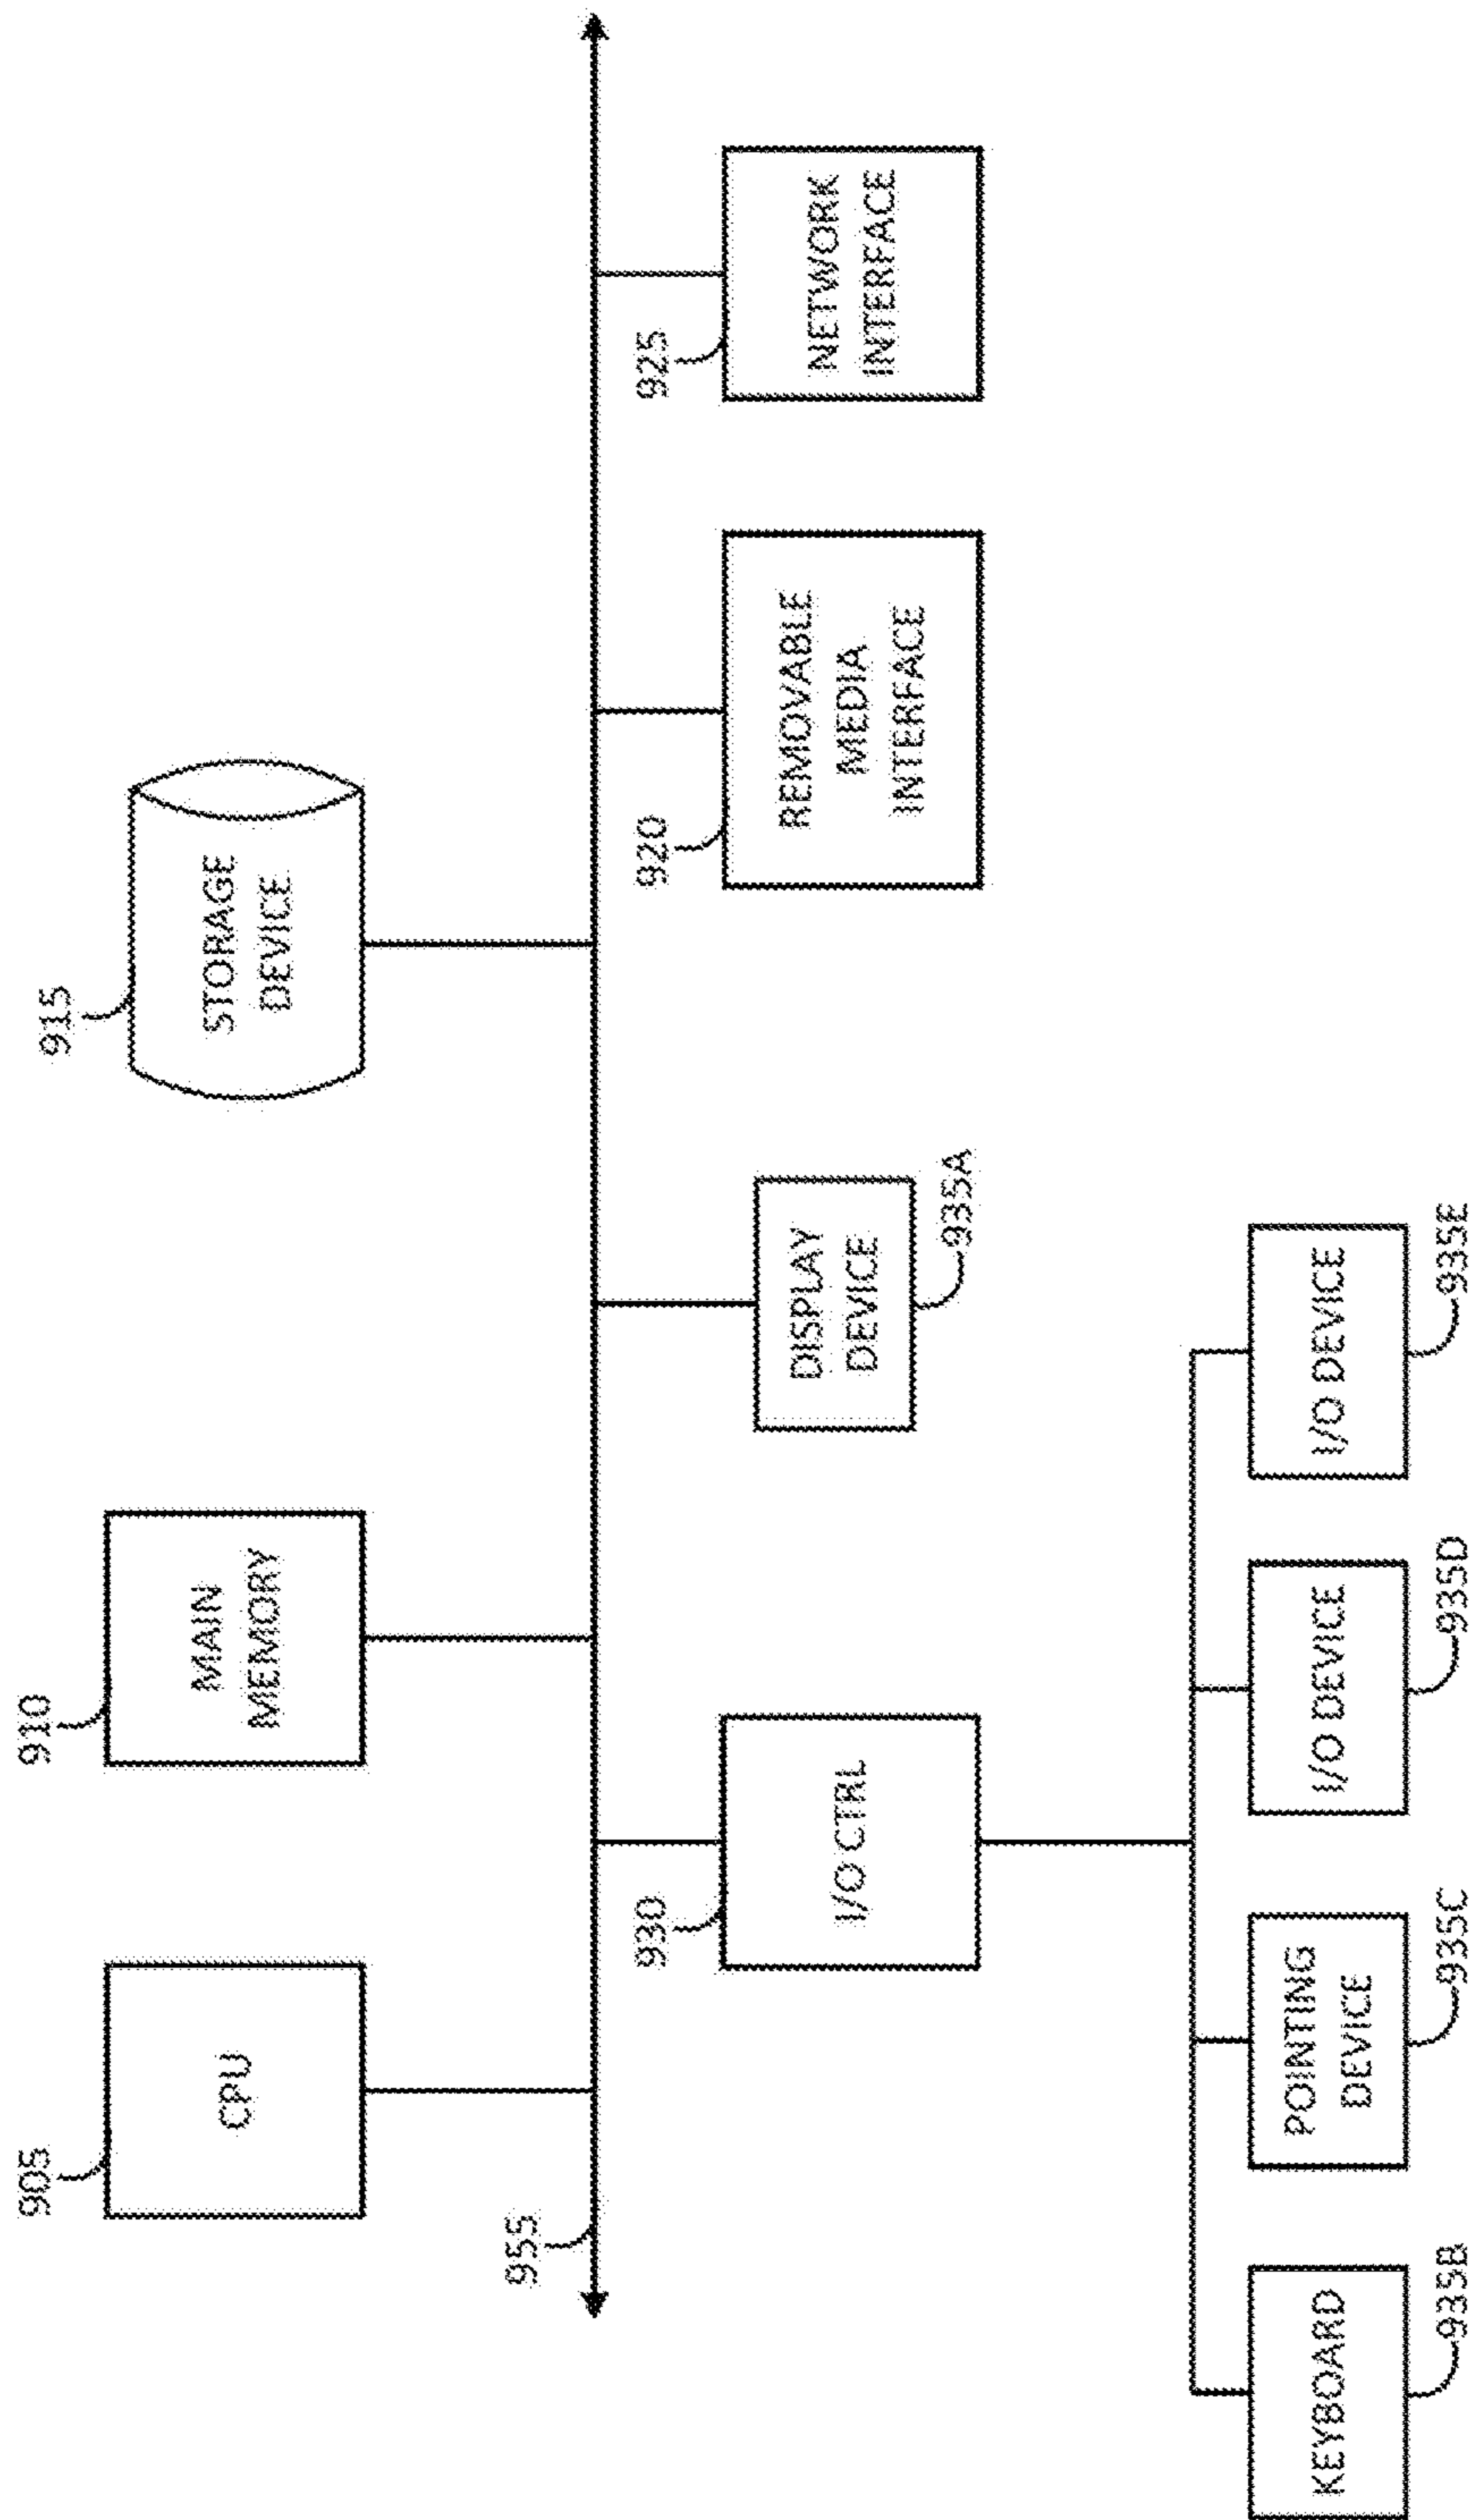 905
CPU
910
MAIN
MEMORY
915
STORAGE
DEVICE
955
930
I/O CTRL
DISPLAY
DEVICE
935A
920
REMOVABLE
MEDIA
INTERFACE
925
NETWORK
INTERFACE
KEYBOARD
935B
POINTING
DEVICE
935C
I/O DEVICE
935D
I/O DEVICE
935E